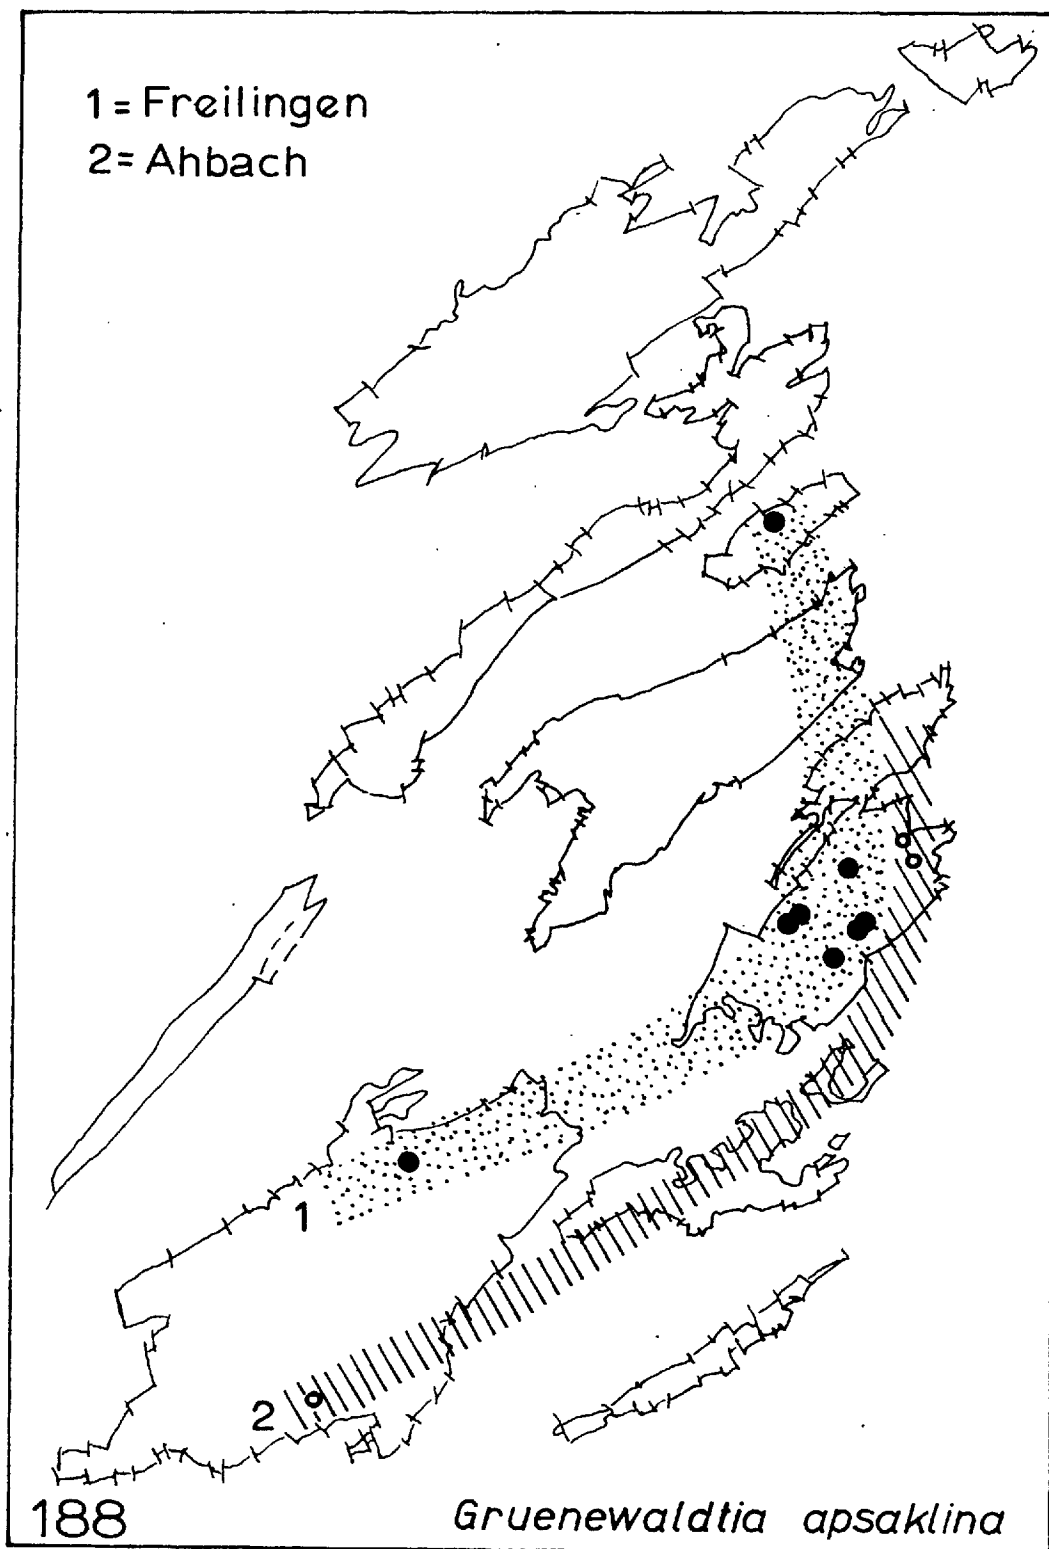 1 = Freilingen
2 = Ahbach
1
2
188
Gruenewaldtia apsaklina